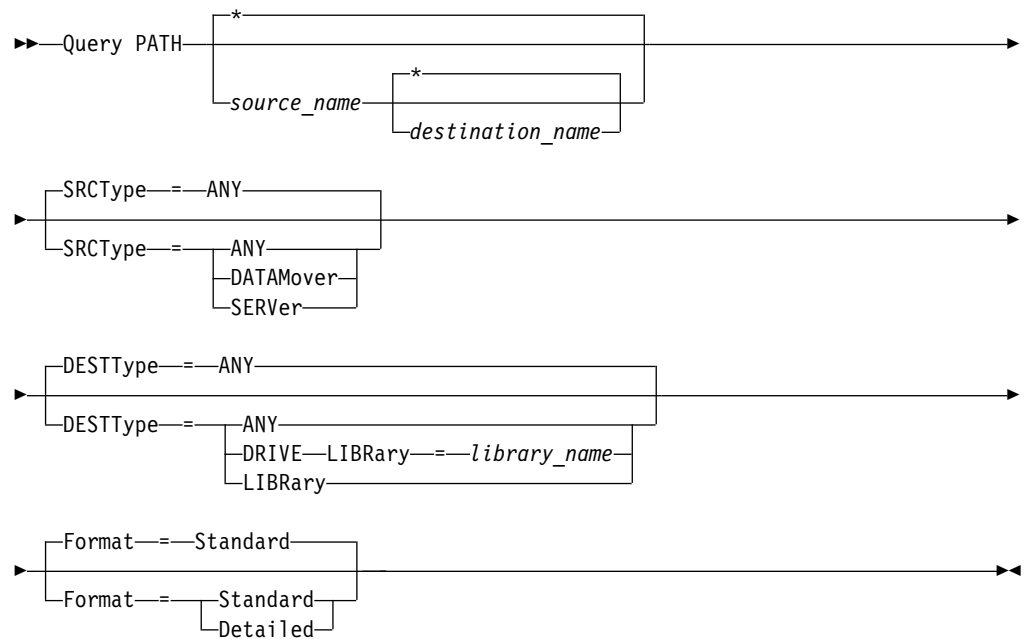 *
Query PATH
*
source_name
destination_name
SRCType = ANY
SRCType = ANY
DATAMover
SERVer
DESTType = ANY
DESTType = ANY
DRIVE LIBRary = library_name
LIBRary
Format = Standard
Format = Standard
Detailed